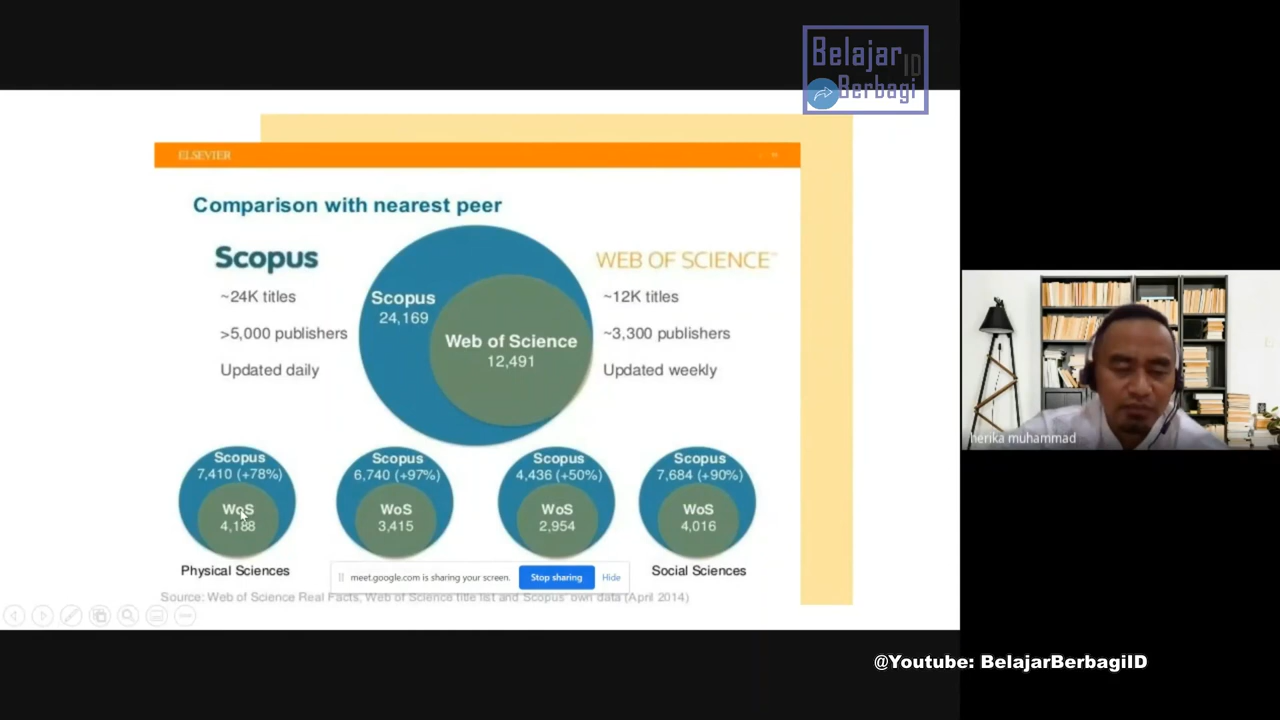 Belajar
ID
Berbagi
ELSEVIER
Comparison with nearest peer
Scopus
~24K titles
>5,000 publishers
Updated daily
Scopus
24,169
Web of Science
12,491
WEB OF SCIENCE™
~12K titles
~3,300 publishers
Updated weekly
Scopus
7,410 (+78%)
WoS
4,188
Physical Sciences
Scopus
6,740 (+97%)
WoS
3,415
Scopus
4,436 (+50%)
WoS
2,954
Scopus
7,684 (+90%)
WoS
4,016
Social Sciences
meet.google.com is sharing your screen.
Stop sharing
Hide
Source: Web of Science Real Facts, Web of Science title list and Scopus' own data (April 2014)
herika muhammad
@Youtube: BelajarBerbagiID